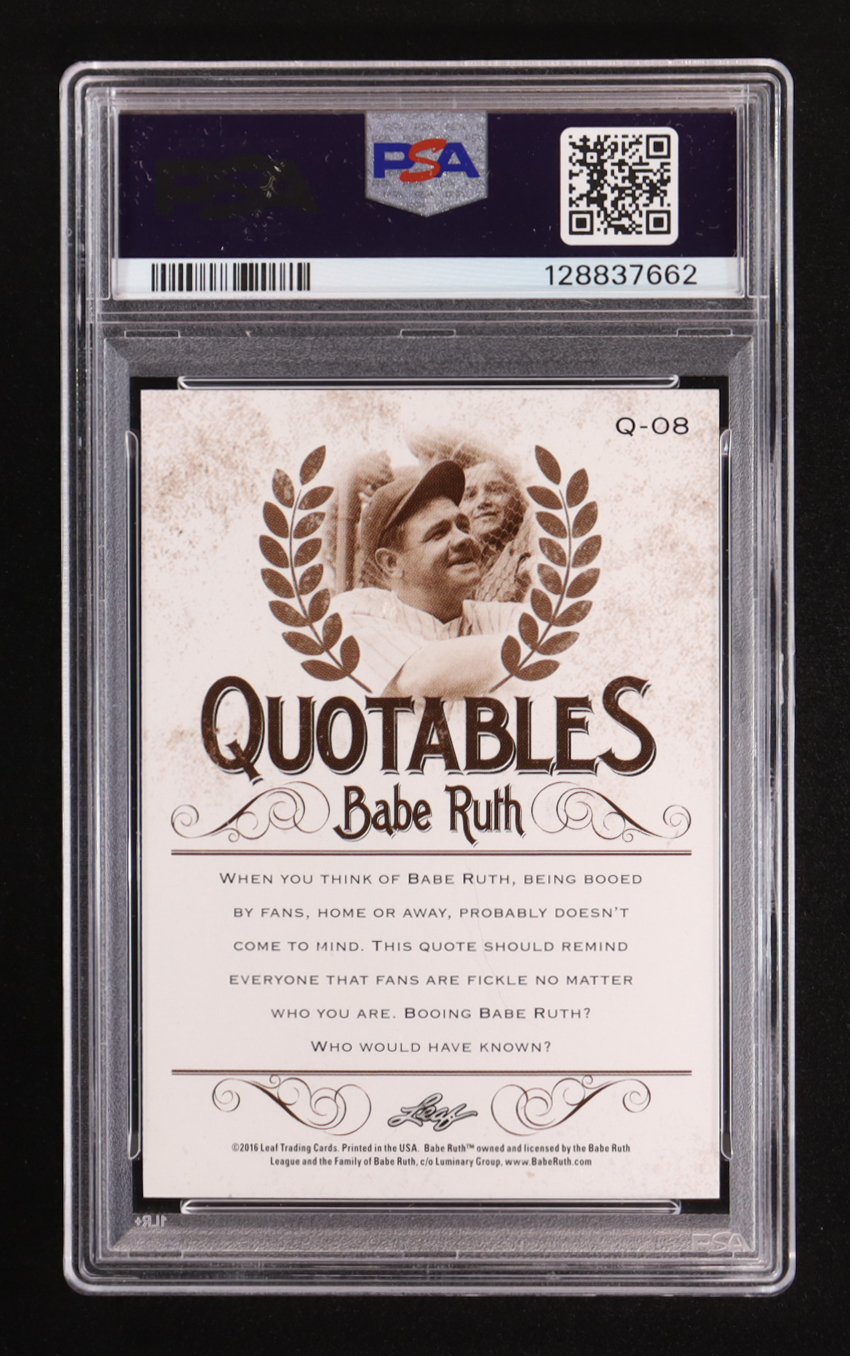 PSA
PSA
128837662
Q-08
QUOTABLES
Babe Ruth
WHEN YOU THINK OF BABE RUTH, BEING BOOED
BY FANS, HOME OR AWAY, PROBABLY DOESN'T
COME TO MIND. THIS QUOTE SHOULD REMIND
EVERYONE THAT FANS ARE FICKLE NO MATTER
WHO YOU ARE. BOOING BABE RUTH?
WHO WOULD HAVE KNOWN?
Leaf
©2016 Leaf Trading Cards. Printed in the USA. Babe Ruth™ owned and licensed by the Babe Ruth
League and the Family of Babe Ruth, c/o Luminary Group, www.BabeRuth.com
1LR+
PSA